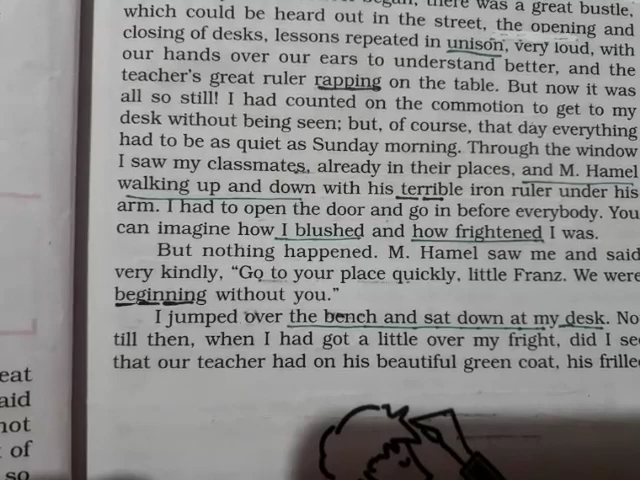 there was a great bustle,
which could be heard out in the street, the opening and
closing of desks, lessons repeated in unison, very loud, with
our hands over our ears to understand better, and the
teacher's great ruler rapping on the table. But now it was
all so still! I had counted on the commotion to get to my
desk without being seen; but, of course, that day everything
had to be as quiet as Sunday morning. Through the window
I saw my classmates, already in their places, and M. Hamel
walking up and down with his terrible iron ruler under his
arm. I had to open the door and go in before everybody. You
can imagine how I blushed and how frightened I was.
But nothing happened. M. Hamel saw me and said
very kindly, “Go to your place quickly, little Franz. We were
beginning without you.”
I jumped over the bench and sat down at my desk. No
till then, when I had got a little over my fright, did I se
that our teacher had on his beautiful green coat, his frille
eat
aid
not
of
so